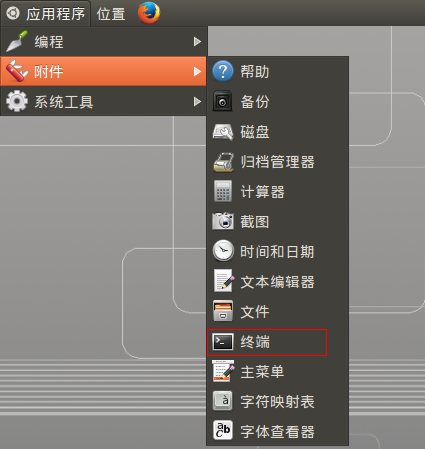 应用程序 位置
编程
附件
系统工具
帮助
备份
磁盘
归档管理器
计算器
截图
时间和日期
文本编辑器
文件
终端
主菜单
字符映射表
字体查看器